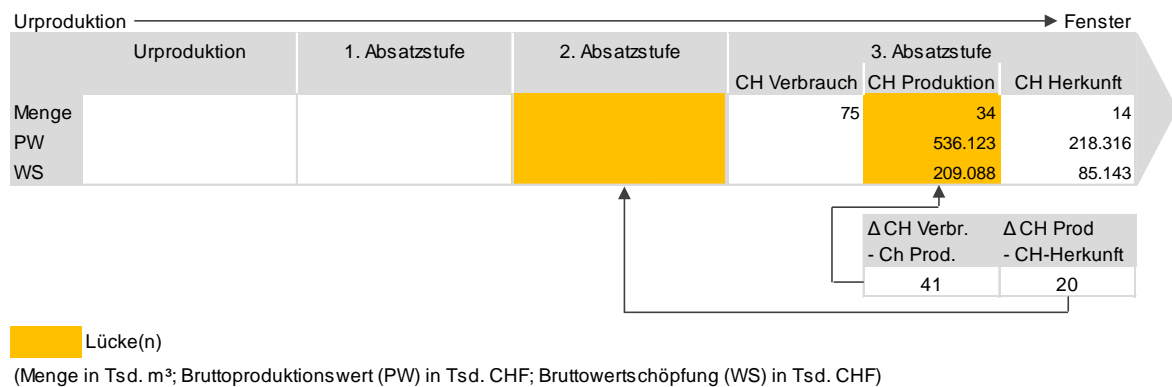 Urproduktion Fenster
Urproduktion 1. Absatzstufe 2. Absatzstufe 3. Absatzstufe
CH Verbrauch CH Produktion CH Herkunft
Menge 75 34 14
PW 536.123 218.316
WS 209.088 85.143
Δ CH Verbr. Δ CH Prod
- Ch Prod. - CH-Herkunft
41 20
Lücke(n)
(Menge in Tsd. m³; Bruttoproduktionswert (PW) in Tsd. CHF; Bruttowertschöpfung (WS) in Tsd. CHF)